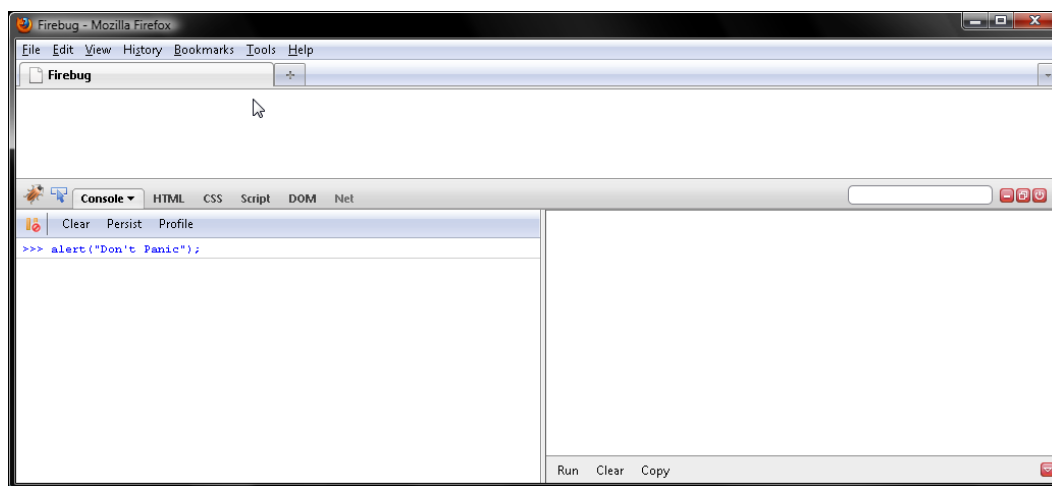 Firebug - Mozilla Firefox
File Edit View History Bookmarks Tools Help
Firebug
Console HTML CSS Script DOM Net
Clear Persist Profile
>>> alert("Don't Panic");
Run Clear Copy